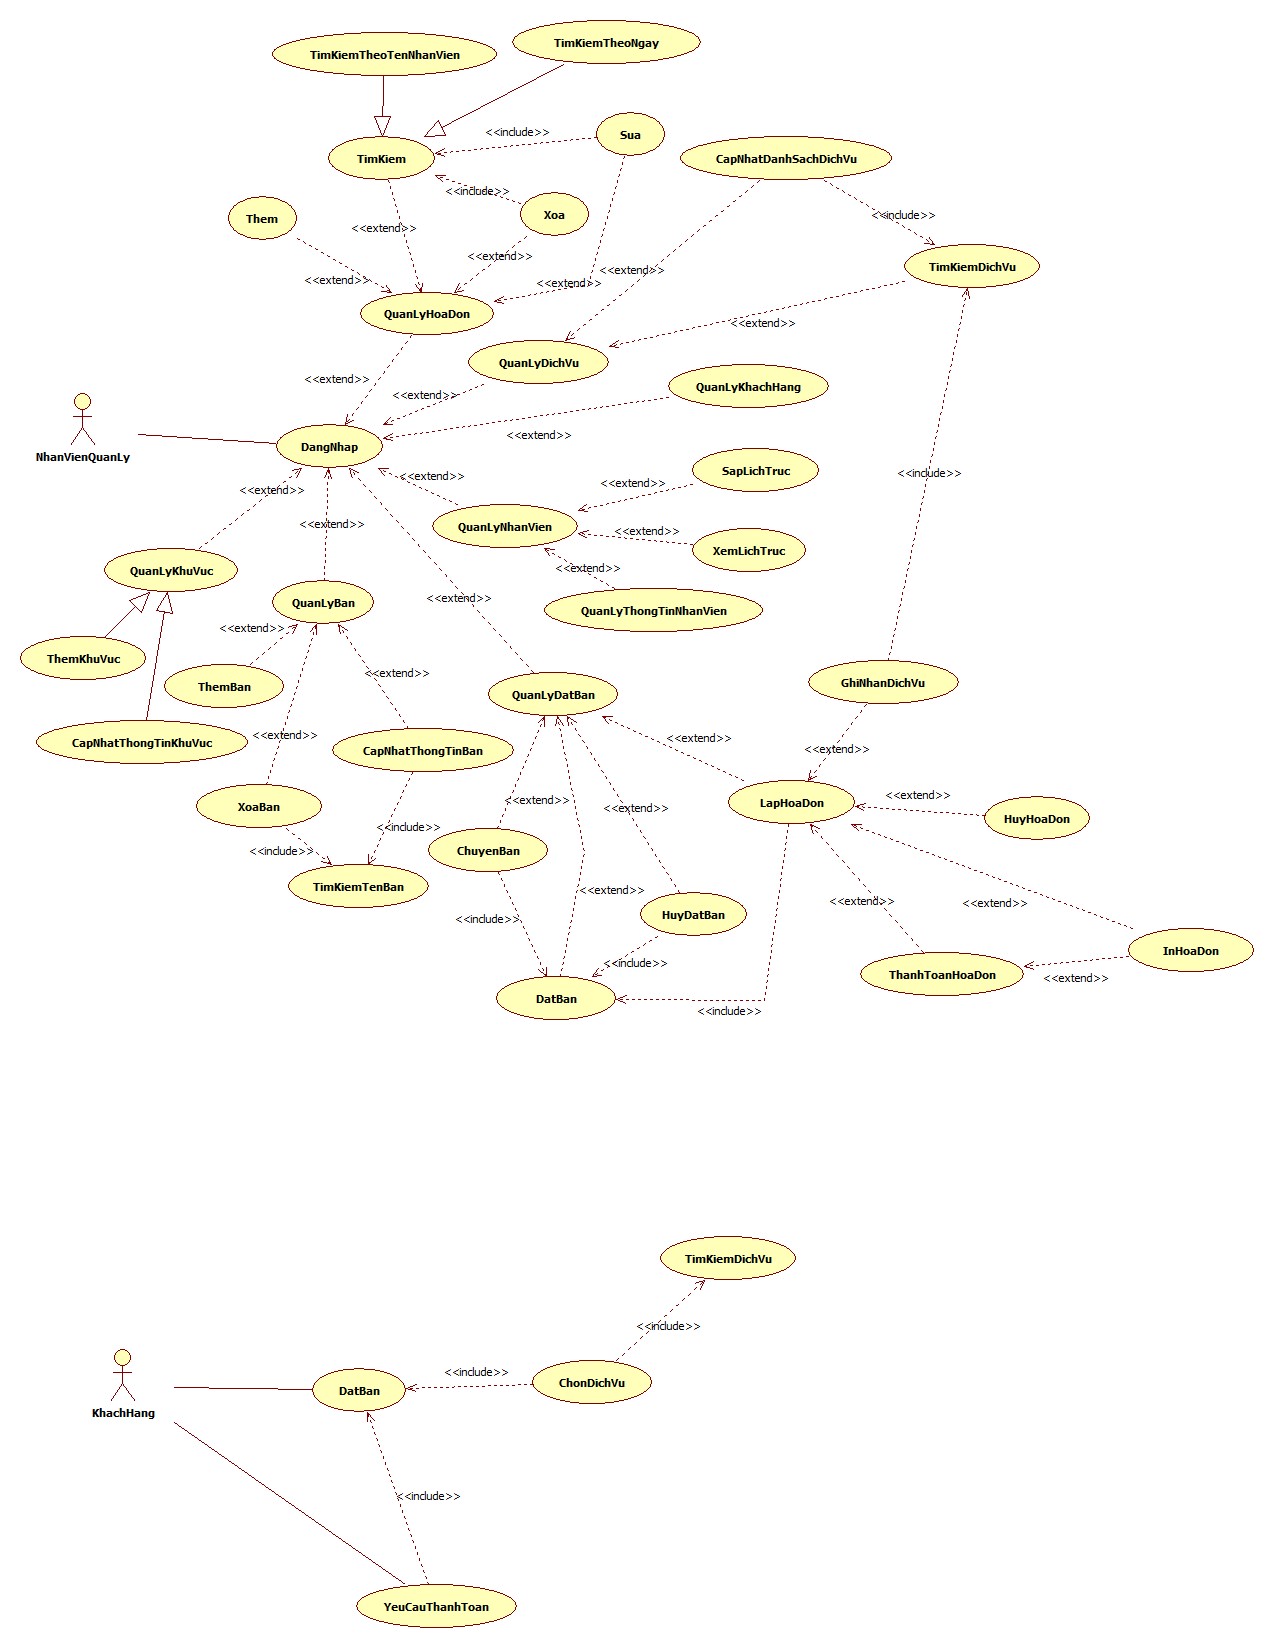 TimKiemTheoNgay
TimKiemTheoTenNhanVien
<<include>>
Sua
TimKiem
CapNhatDanhSachDichVu
<<include>>
Xoa
<<include>>
Them
<<extend>>
<<extend>>
<<extend>>
TimKiemDichVu
<<extend>>
<<extend>>
QuanLyHoaDon
<<extend>>
QuanLyDichVu
<<extend>>
QuanLyKhachHang
<<extend>>
<<extend>>
DangNhap
NhanVienQuanLy
SapLichTruc
<<extend>>
<<include>>
<<extend>>
<<extend>>
<<extend>>
QuanLyNhanVien
<<extend>>
XemLichTruc
QuanLyKhuVuc
<<extend>>
QuanLyBan
<<extend>>
QuanLyThongTinNhanVien
<<extend>>
ThemKhuVuc
<<extend>>
GhiNhanDichVu
ThemBan
QuanLyDatBan
<<extend>>
<<extend>>
CapNhatThongTinKhuVuc
CapNhatThongTinBan
<<extend>>
<<extend>>
<<extend>>
LapHoaDon
XoaBan
<<extend>>
HuyHoaDon
<<include>>
<<include>>
ChuyenBan
TimKiemTenBan
<<extend>>
<<extend>>
<<extend>>
<<include>>
HuyDatBan
InHoaDon
<<include>>
ThanhToanHoaDon
<<extend>>
DatBan
<<include>>
TimKiemDichVu
<<include>>
<<include>>
ChonDichVu
DatBan
KhachHang
<<include>>
YeuCauThanhToan